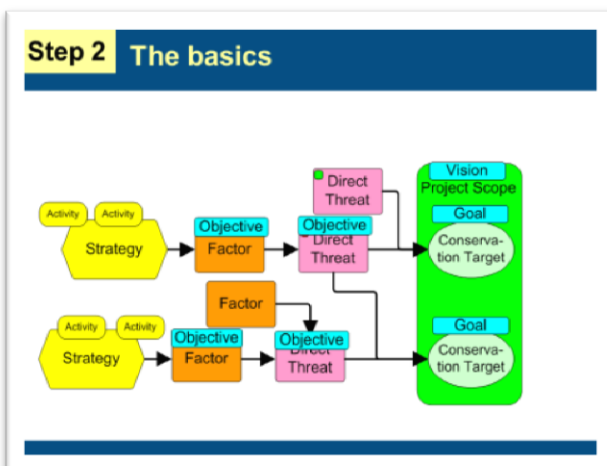 Step 2 The basics
Vision
Project Scope
Direct
Threat
Activity Activity
Objective
Objective
Goal
Strategy
Factor
Direct
Threat
Conserva-
tion Target
Factor
Activity Activity
Objective
Objective
Goal
Strategy
Factor
Direct
Threat
Conserva-
tion Target